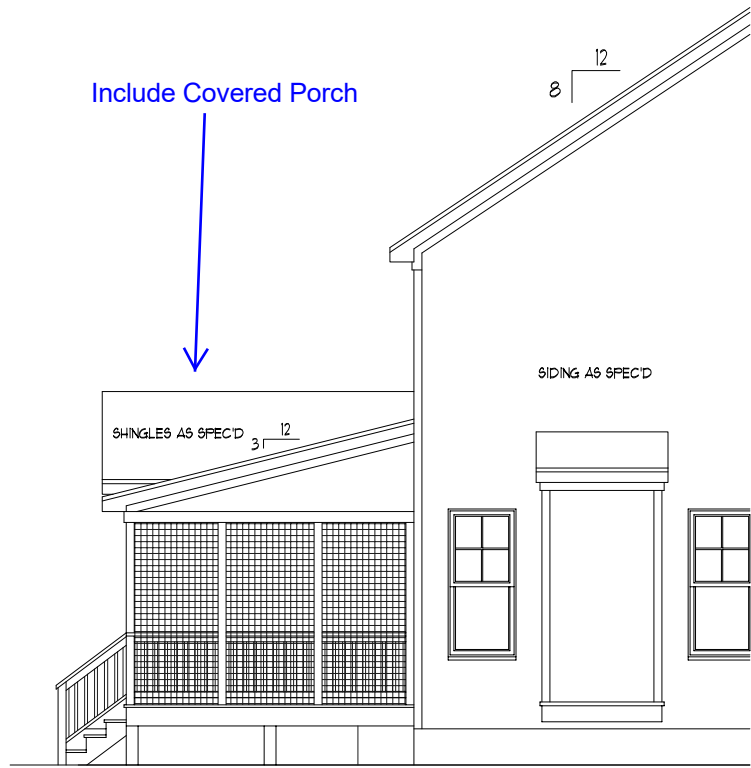 12
8
Include Covered Porch
SIDING AS SPEC'D
SHINGLES AS SPEC'D
12
3